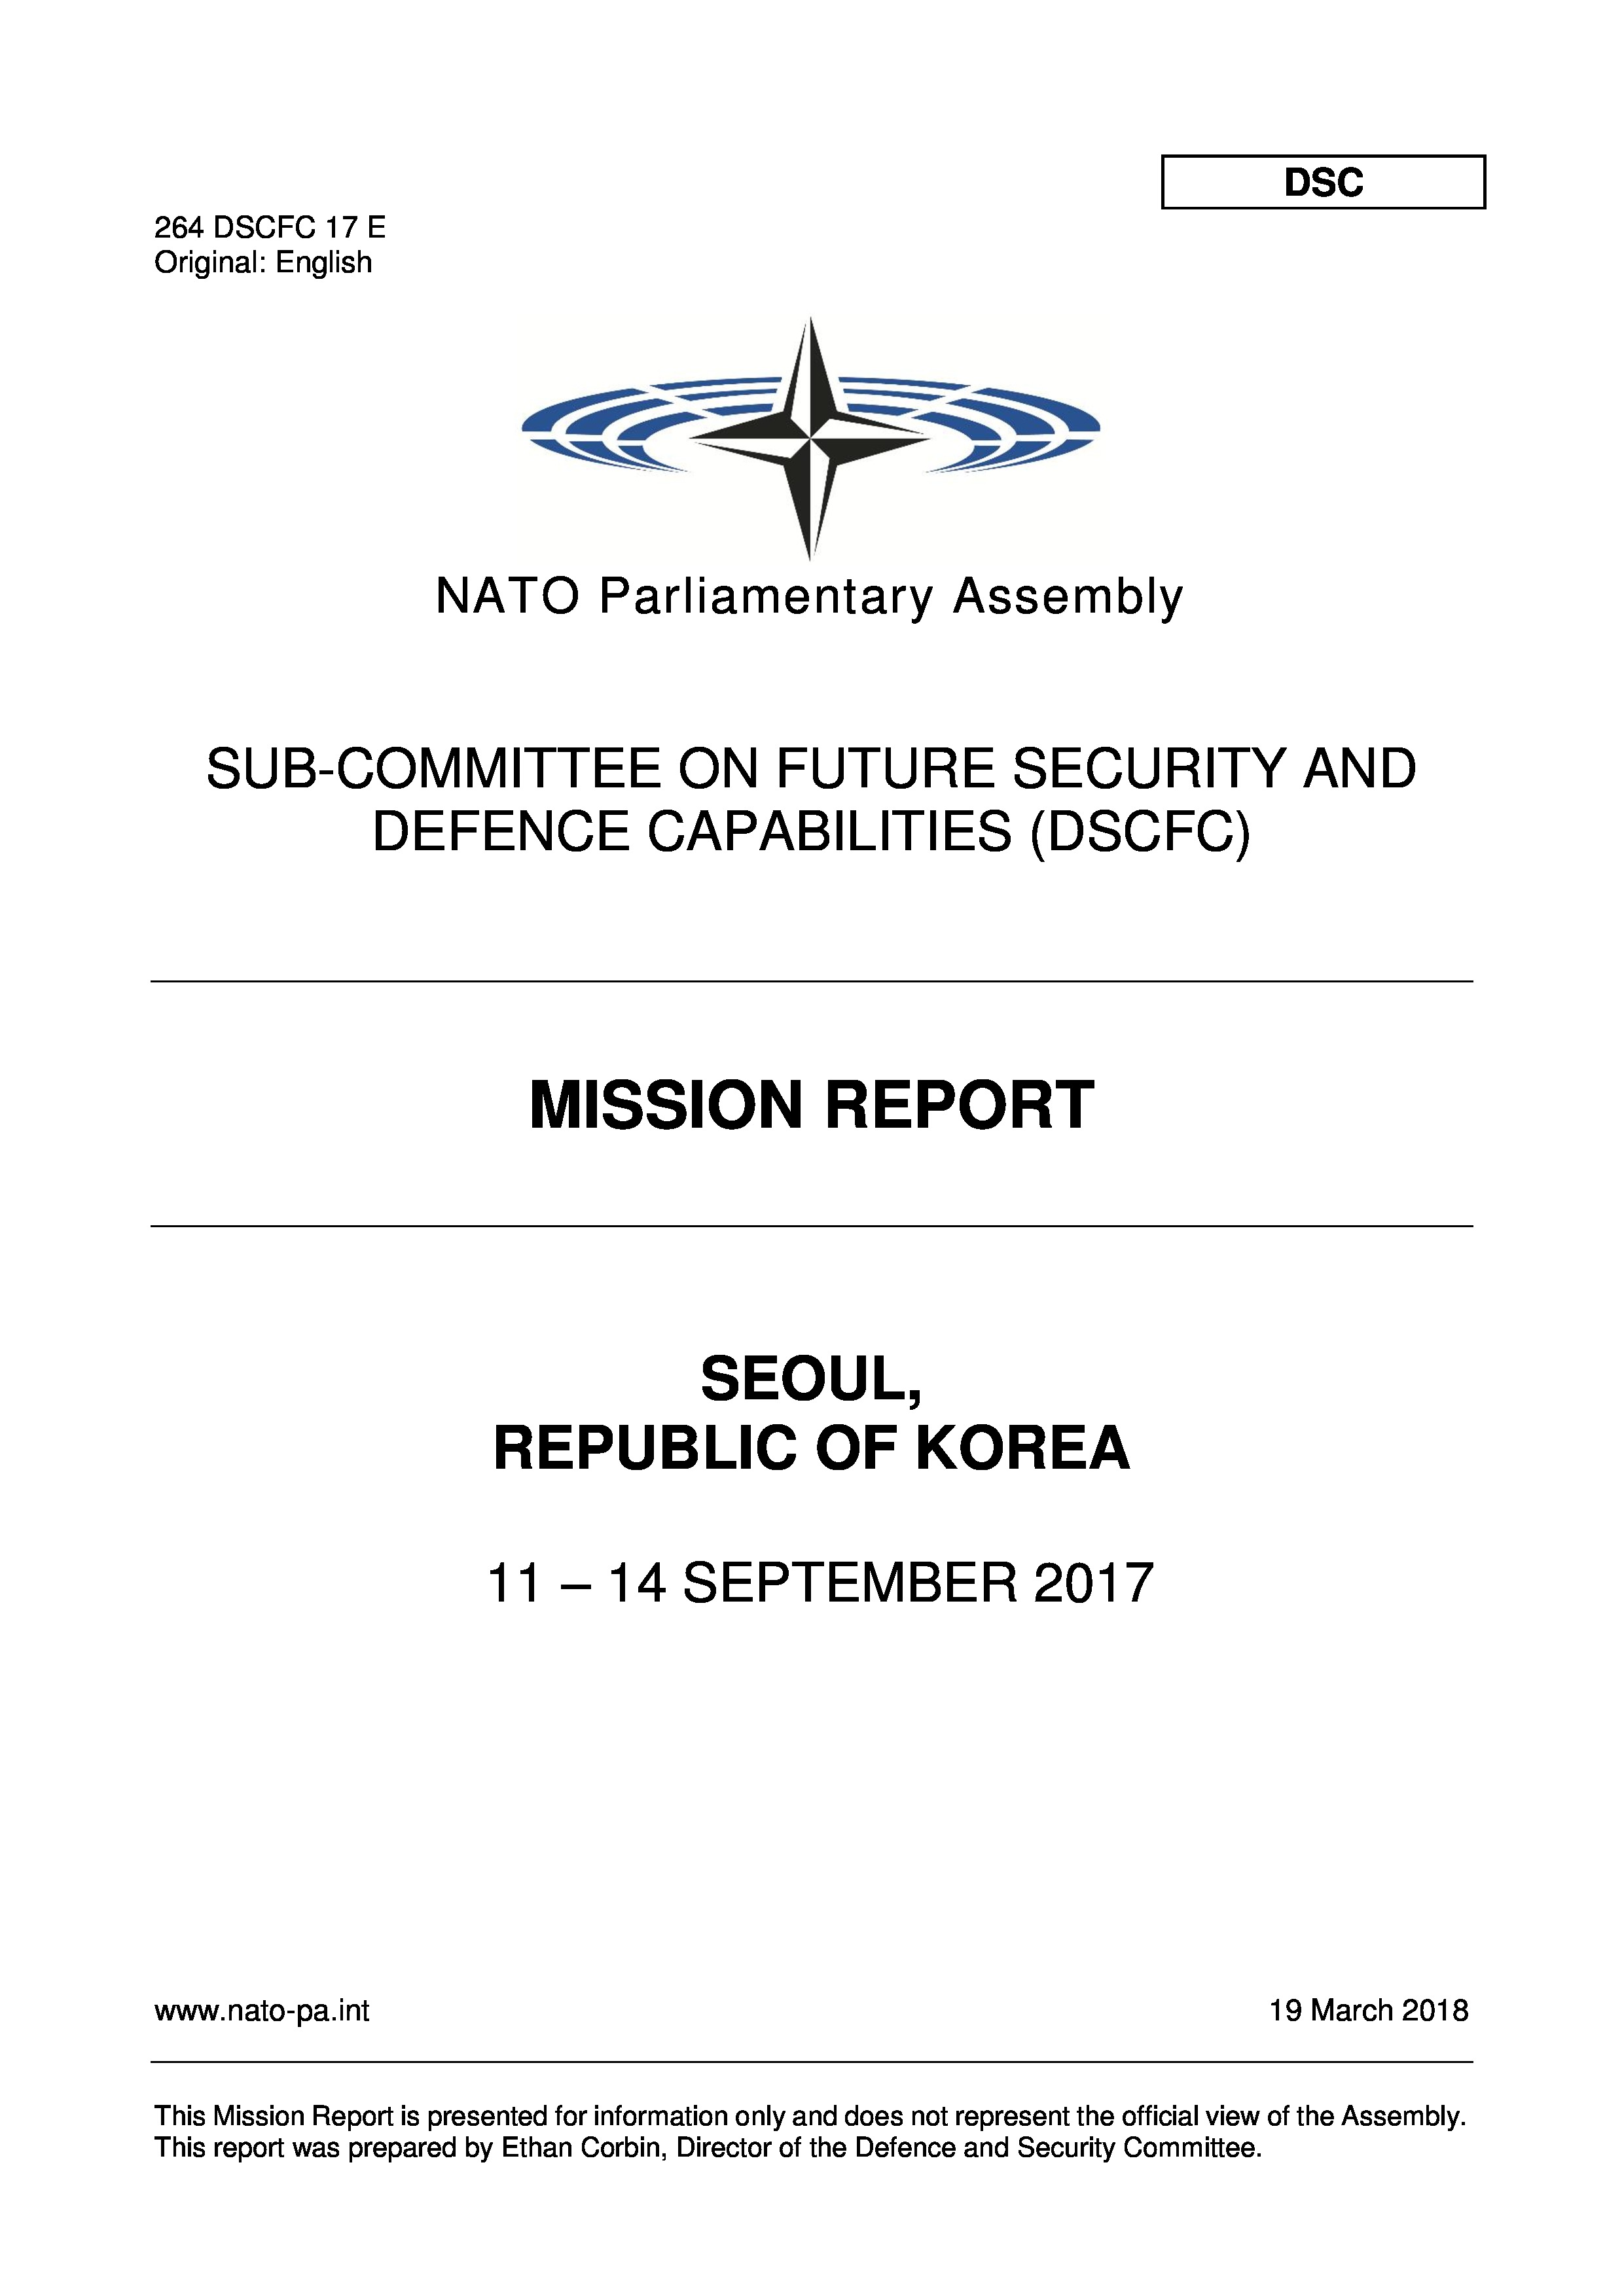 DSC
264 DSCFC 17 E
Original: English
NATO Parliamentary Assembly
SUB-COMMITTEE ON FUTURE SECURITY AND
DEFENCE CAPABILITIES (DSCFC)
MISSION REPORT
SEOUL,
REPUBLIC OF KOREA
11 – 14 SEPTEMBER 2017
www.nato-pa.int 19 March 2018
This Mission Report is presented for information only and does not represent the official view of the Assembly.
This report was prepared by Ethan Corbin, Director of the Defence and Security Committee.